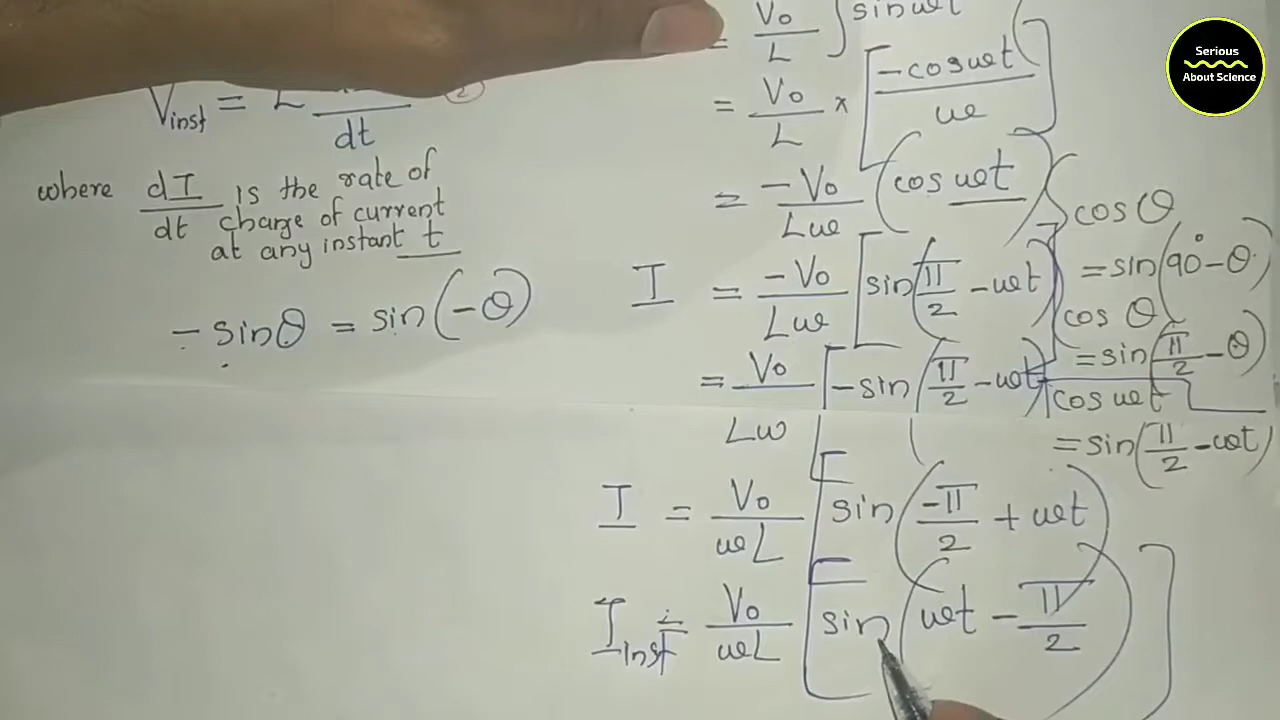 Serious
About Science
V_inst = L / dt ②
where dI/dt is the rate of
charge of current
at any instant t
- sinθ = sin(-θ)
= V₀/L ∫ sin ωt
= V₀/L × [-cos ωt / ω]
= -V₀/Lω (cos ωt)
I = -V₀/Lω [sin(π/2 - ωt)
= V₀/Lω [-sin(π/2 - ωt)
I = V₀/ωL [sin(-π/2 + ωt)
I_inst = V₀/ωL [sin(ωt - π/2)]
cos θ
= sin(90° - θ)
cos θ
= sin(π/2 - θ)
cos ωt
= sin(π/2 - ωt)